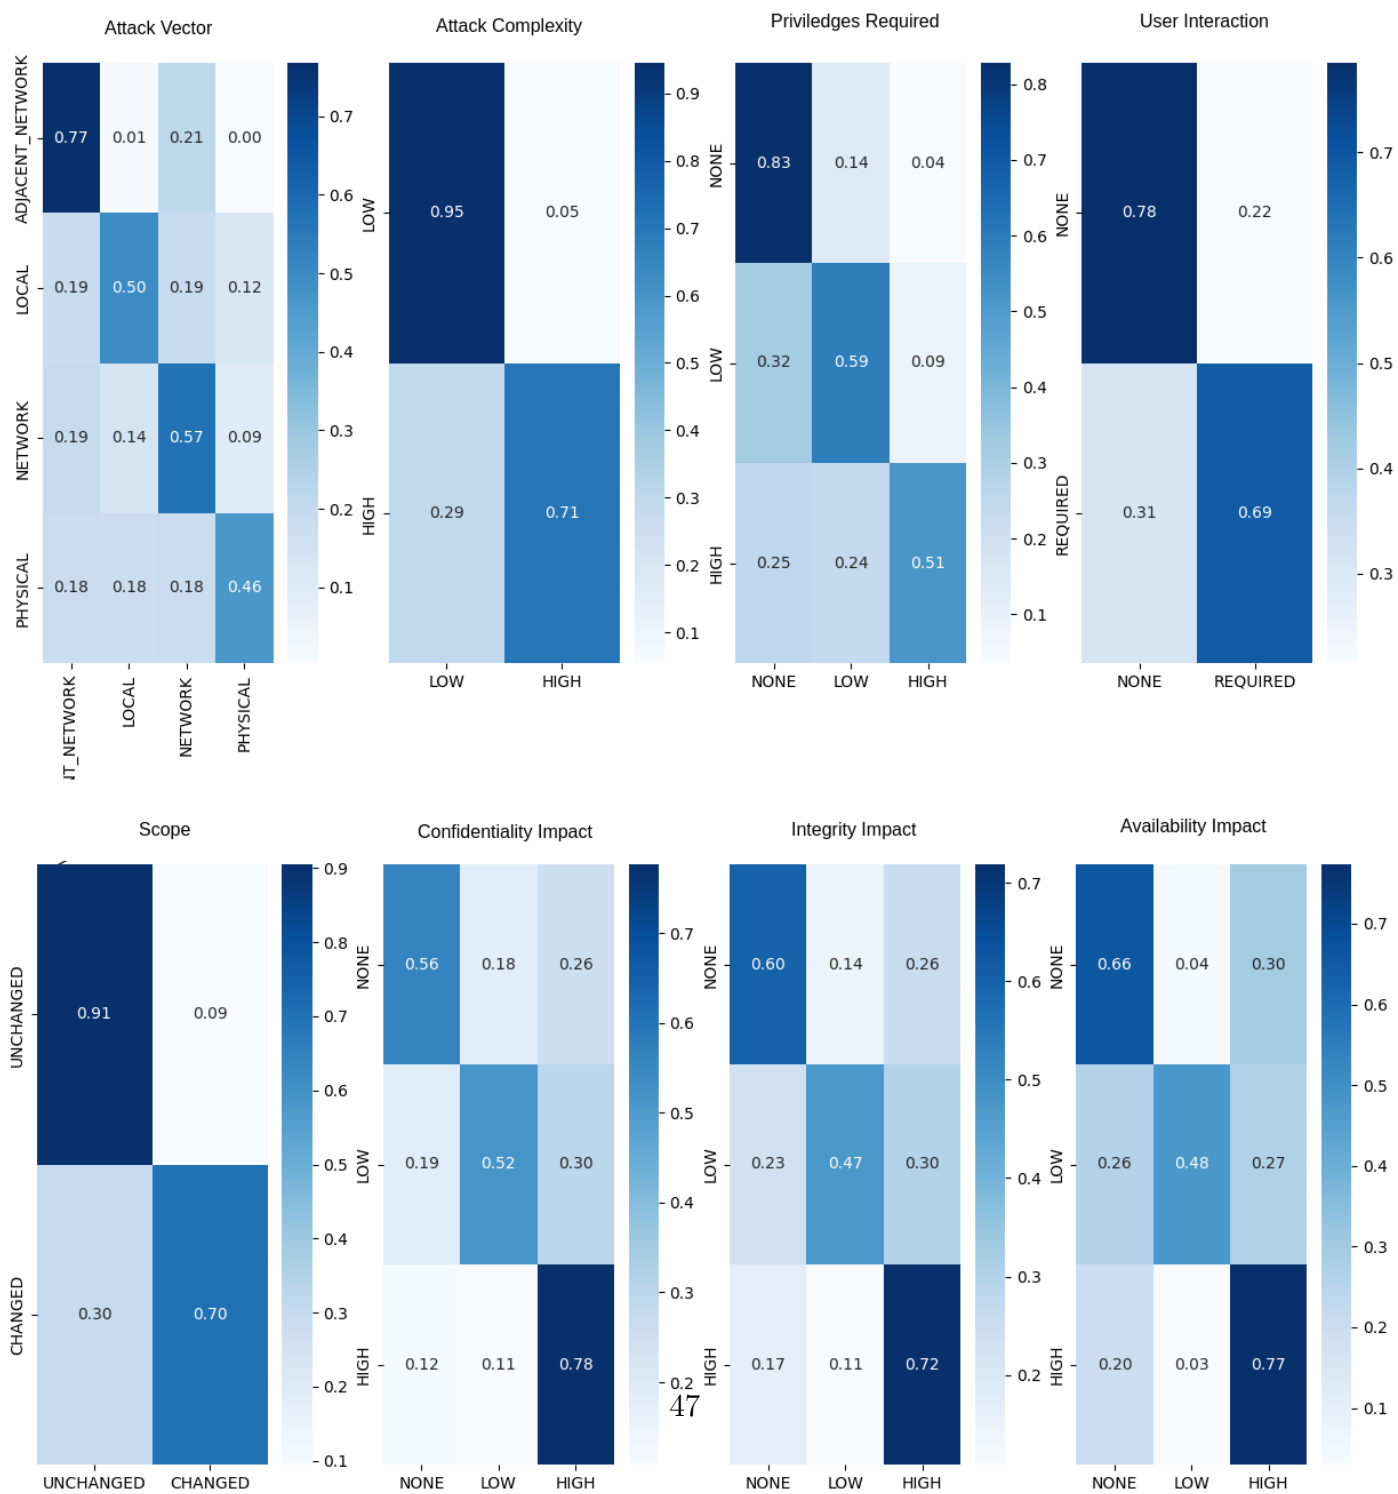 Attack Vector
ADJACENT_NETWORK
LOCAL
NETWORK
PHYSICAL
0.77 0.01 0.21 0.00
0.19 0.50 0.19 0.12
0.19 0.14 0.57 0.09
0.18 0.18 0.18 0.46
0.7
0.6
0.5
0.4
0.3
0.2
0.1
NT_NETWORK
LOCAL
NETWORK
PHYSICAL
Attack Complexity
LOW
HIGH
0.95 0.05
0.29 0.71
0.9
0.8
0.7
0.6
0.5
0.4
0.3
0.2
0.1
LOW HIGH
Priviledges Required
NONE
LOW
HIGH
0.83 0.14 0.04
0.32 0.59 0.09
0.25 0.24 0.51
0.8
0.7
0.6
0.5
0.4
0.3
0.2
0.1
NONE LOW HIGH
User Interaction
NONE
REQUIRED
0.78 0.22
0.31 0.69
0.7
0.6
0.5
0.4
0.3
NONE REQUIRED
Scope
UNCHANGED
CHANGED
0.91 0.09
0.30 0.70
0.9
0.8
0.7
0.6
0.5
0.4
0.3
0.2
0.1
UNCHANGED CHANGED
Confidentiality Impact
NONE
LOW
HIGH
0.56 0.18 0.26
0.19 0.52 0.30
0.12 0.11 0.78
0.7
0.6
0.5
0.4
0.3
0.2
NONE LOW HIGH
Integrity Impact
NONE
LOW
HIGH
0.60 0.14 0.26
0.23 0.47 0.30
0.17 0.11 0.72
0.7
0.6
0.5
0.4
0.3
0.2
NONE LOW HIGH
Availability Impact
NONE
LOW
HIGH
0.66 0.04 0.30
0.26 0.48 0.27
0.20 0.03 0.77
0.7
0.6
0.5
0.4
0.3
0.2
0.1
NONE LOW HIGH
47